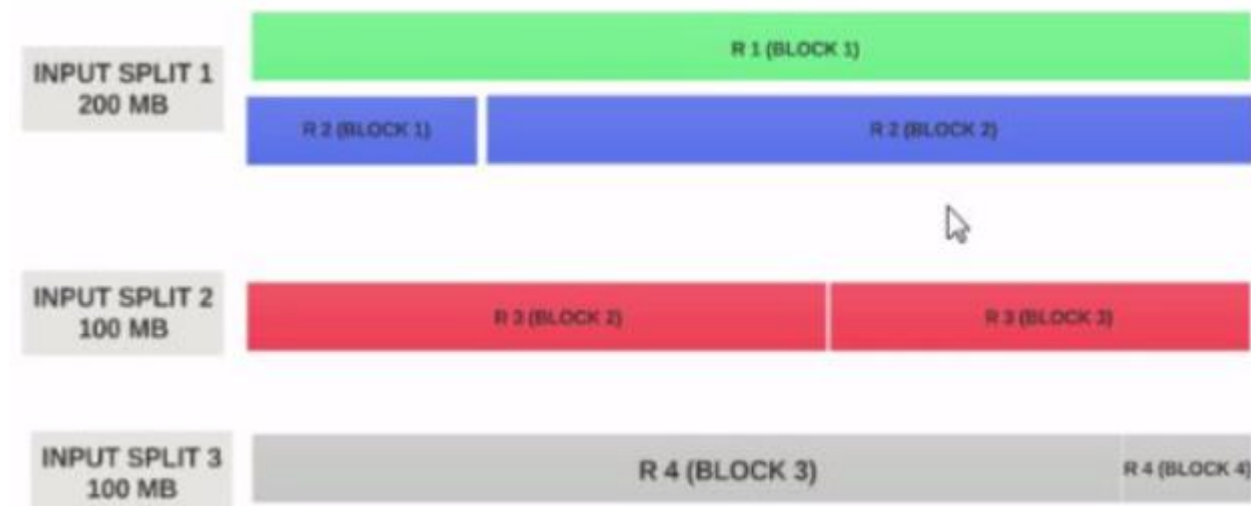 INPUT SPLIT 1
200 MB
R 1 (BLOCK 1)
R 2 (BLOCK 1)
R 2 (BLOCK 2)
INPUT SPLIT 2
100 MB
R 3 (BLOCK 2)
R 3 (BLOCK 3)
INPUT SPLIT 3
100 MB
R 4 (BLOCK 3)
R 4 (BLOCK 4)